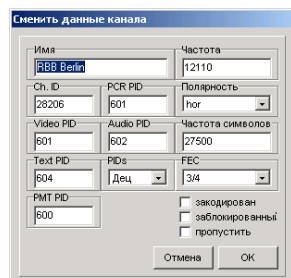 Сменить данные канала
Имя Частота
RBB Berlin 12110
Ch. ID PCR PID Полярность
28206 601 hor
Video PID Audio PID Частота символов
601 602 27500
Text PID PIDs FEC
604 Дец 3/4
PMT PID
600
закодирован
заблокированный
пропустить
Отмена OK